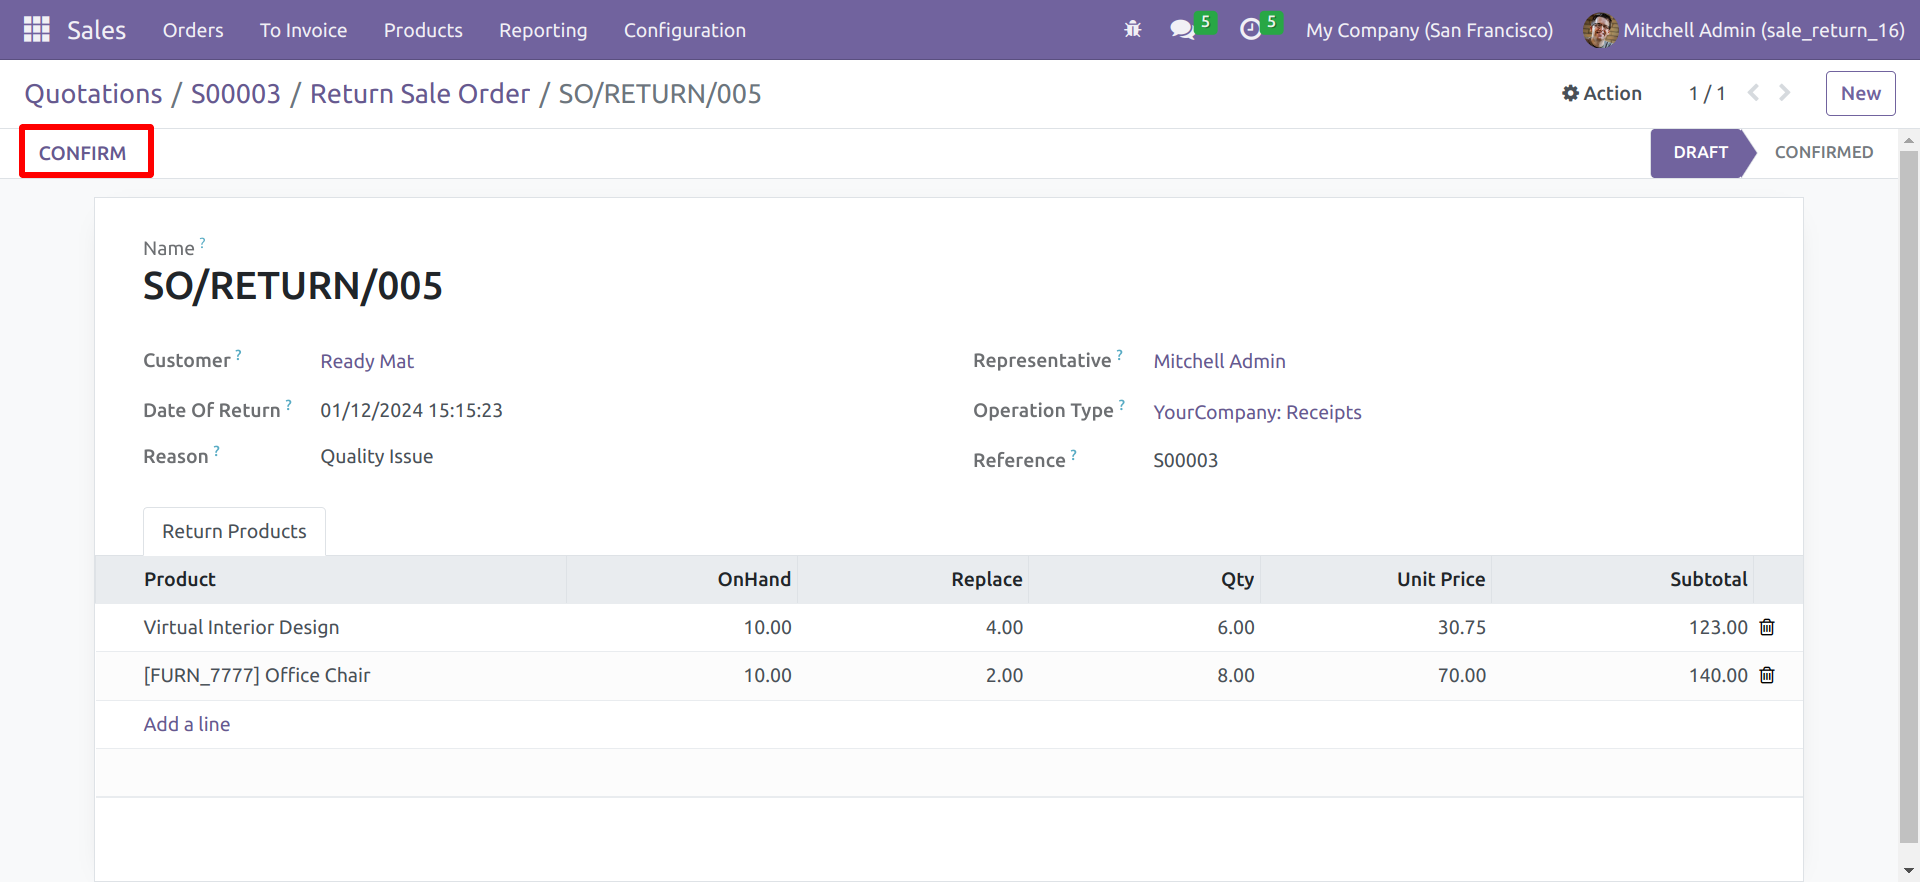 Sales Orders To Invoice Products Reporting Configuration 5 5 My Company (San Francisco) Mitchell Admin (sale_return_16)
Quotations / S00003 / Return Sale Order / SO/RETURN/005 Action 1 / 1 New
CONFIRM DRAFT CONFIRMED
Name ?
SO/RETURN/005
Customer ? Ready Mat Representative ? Mitchell Admin
Date Of Return ? 01/12/2024 15:15:23 Operation Type ? YourCompany: Receipts
Reason ? Quality Issue Reference ? S00003
Return Products
Product OnHand Replace Qty Unit Price Subtotal
Virtual Interior Design 10.00 4.00 6.00 30.75 123.00
[FURN_7777] Office Chair 10.00 2.00 8.00 70.00 140.00
Add a line